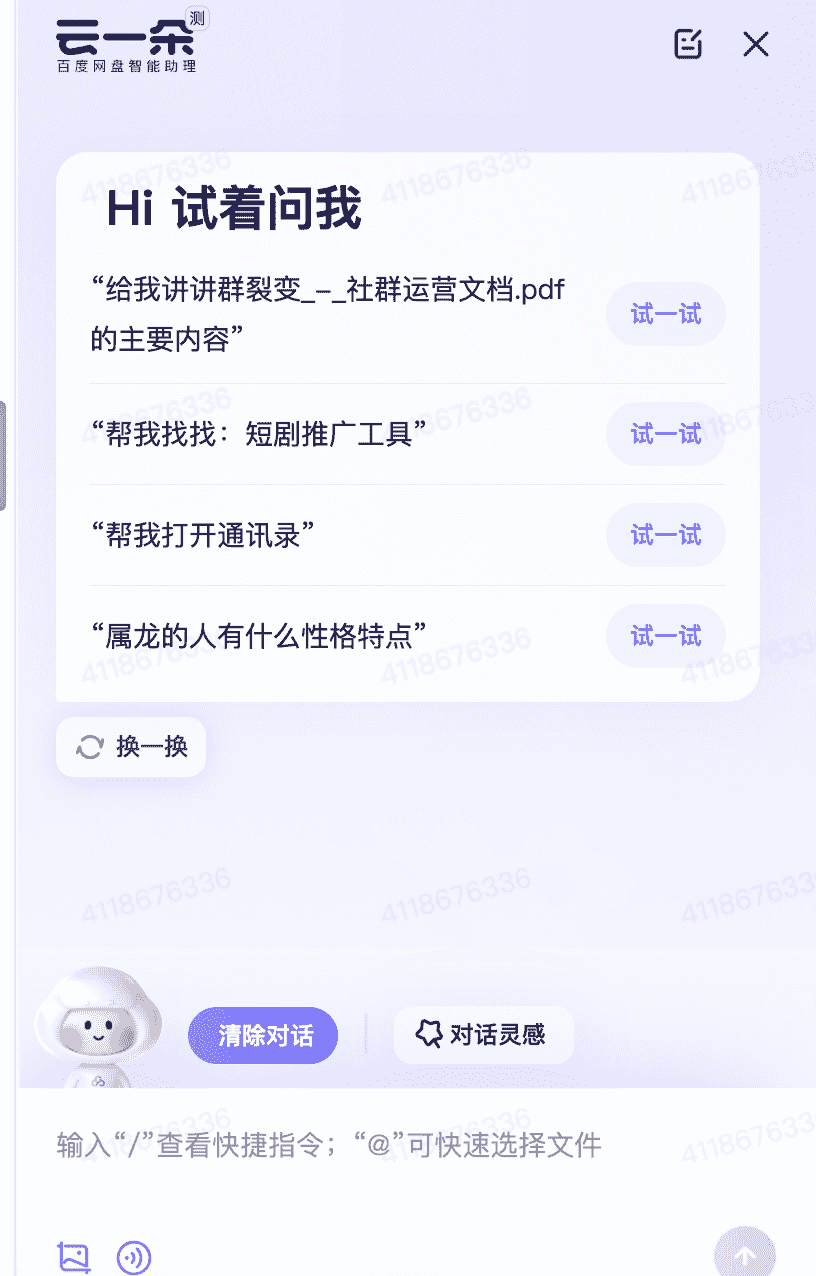 云一朵
测
百度网盘智能助理
Hi 试着问我
“给我讲讲群裂变_-_社群运营文档.pdf
的主要内容”
试一试
“帮我找找：短剧推广工具”
试一试
“帮我打开通讯录”
试一试
“属龙的人有什么性格特点”
试一试
换一换
清除对话
对话灵感
输入“/”查看快捷指令；“@”可快速选择文件
4118676336